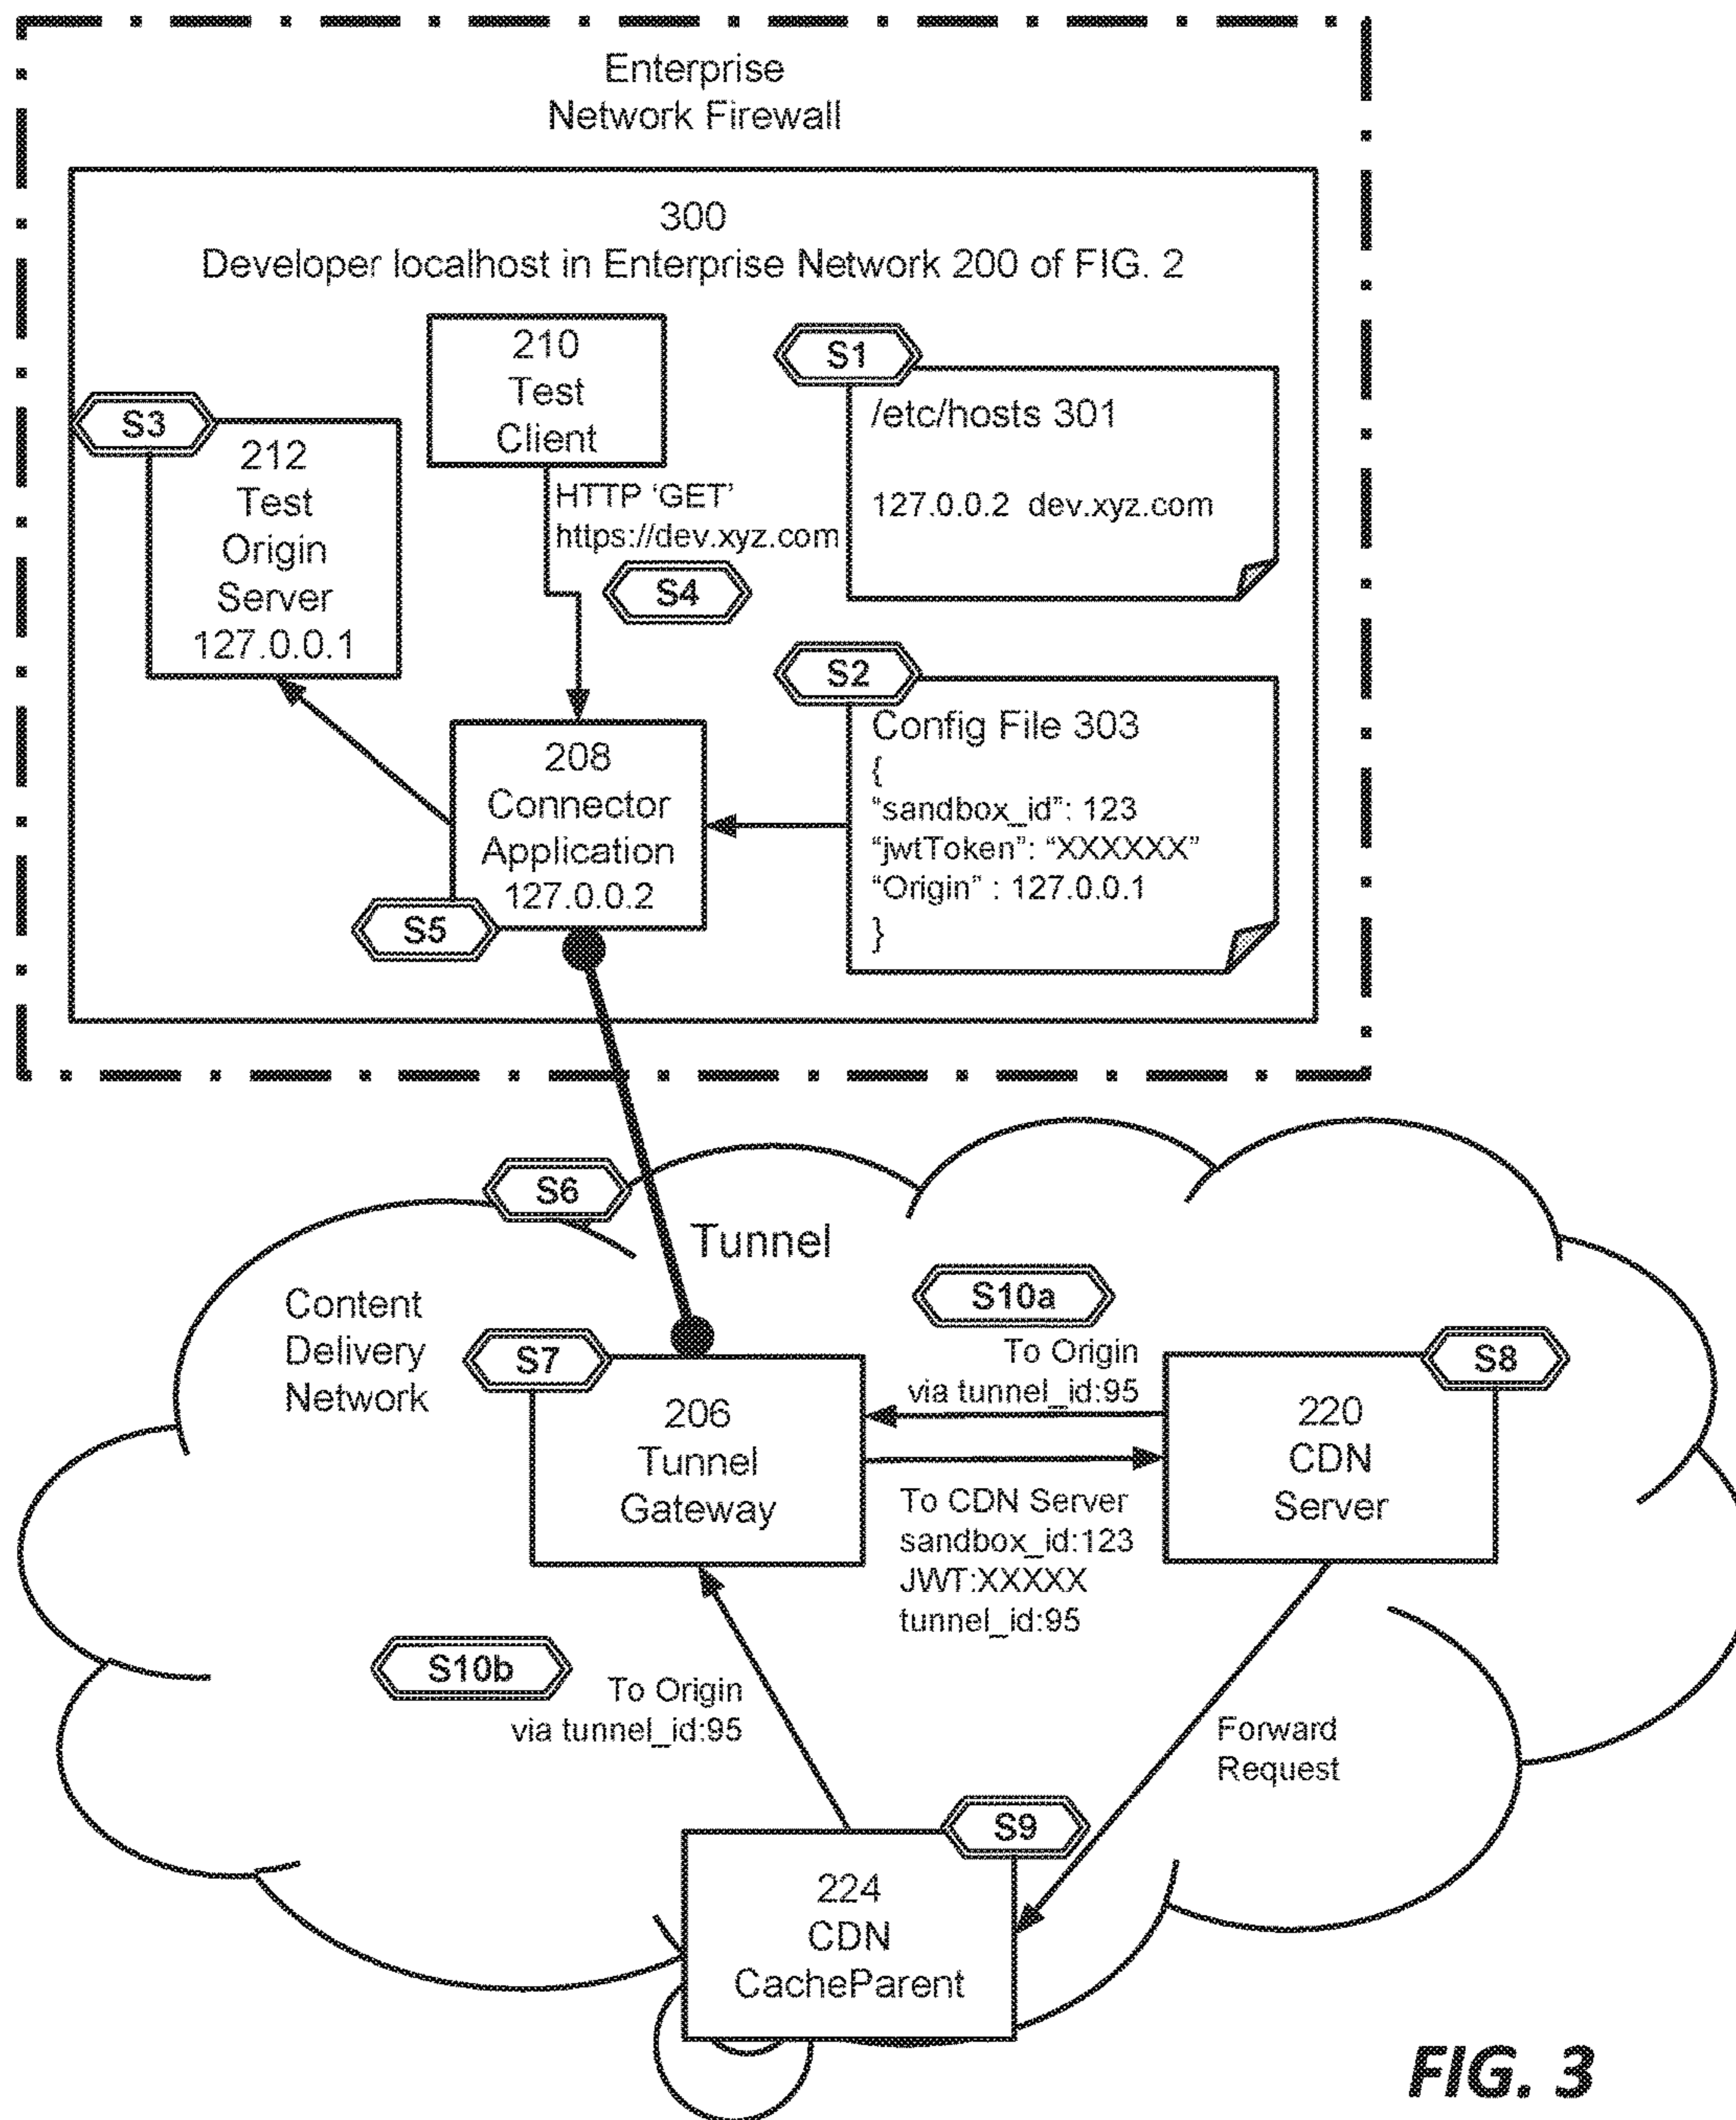 Enterprise
Network Firewall
300
Developer localhost in Enterprise Network 200 of FIG. 2
210
Test
Client
S1
/etc/hosts 301
127.0.0.2 dev.xyz.com
S3
212
Test
Origin
Server
127.0.0.1
HTTP ‘GET’
https://dev.xyz.com
S4
S2
Config File 303
{
“sandbox_id”: 123
“jwtToken”: “XXXXXX”
“Origin” : 127.0.0.1
}
208
Connector
Application
127.0.0.2
S5
S6
Tunnel
Content
Delivery
Network
S10a
To Origin
via tunnel_id:95
S7
206
Tunnel
Gateway
S8
220
CDN
Server
To CDN Server
sandbox_id:123
JWT:XXXXX
tunnel_id:95
S10b
To Origin
via tunnel_id:95
Forward
Request
S9
224
CDN
CacheParent
FIG. 3